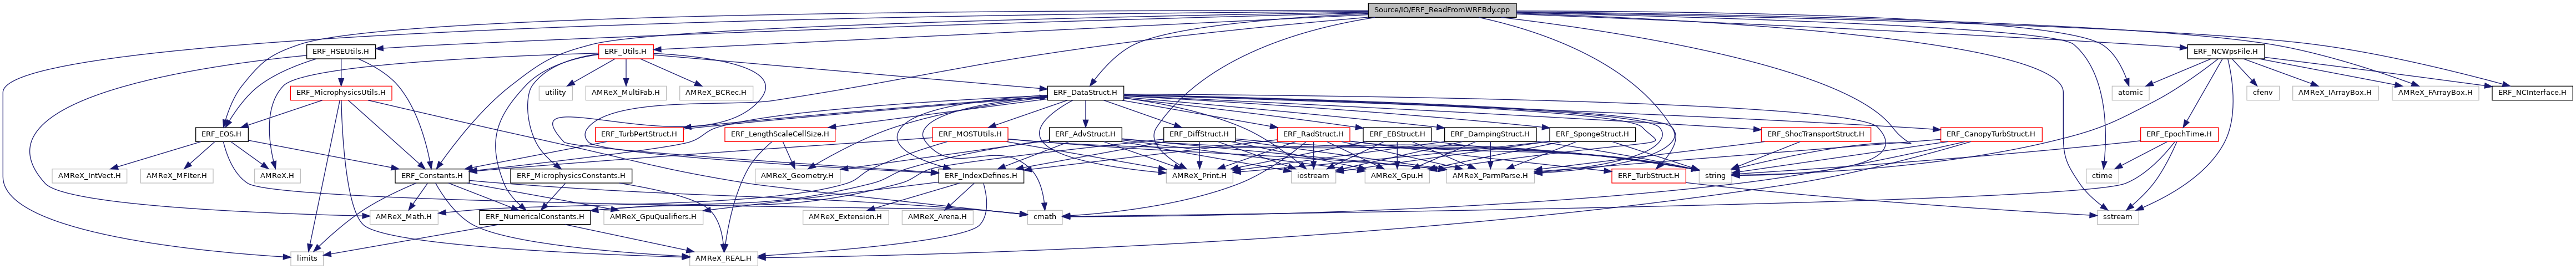 Source/IO/ERF_ReadFromWRFBdy.cpp
ERF_HSEUtils.H
ERF_Utils.H
ERF_NCWpsFile.H
ERF_MicrophysicsUtils.H
utility
AMReX_MultiFab.H
AMReX_BCRec.H
ERF_DataStruct.H
atomic
cfenv
AMReX_IArrayBox.H
AMReX_FArrayBox.H
ERF_NCInterface.H
ERF_EOS.H
ERF_TurbPertStruct.H
ERF_LengthScaleCellSize.H
ERF_MOSTUtils.H
ERF_AdvStruct.H
ERF_DiffStruct.H
ERF_RadStruct.H
ERF_EBStruct.H
ERF_DampingStruct.H
ERF_SpongeStruct.H
ERF_ShocTransportStruct.H
ERF_CanopyTurbStruct.H
ERF_EpochTime.H
AMReX_IntVect.H
AMReX_MFIter.H
AMReX.H
ERF_Constants.H
ERF_MicrophysicsConstants.H
AMReX_Geometry.H
ERF_IndexDefines.H
AMReX_Print.H
iostream
AMReX_Gpu.H
AMReX_ParmParse.H
ERF_TurbStruct.H
string
ctime
AMReX_Math.H
ERF_NumericalConstants.H
AMReX_GpuQualifiers.H
AMReX_Extension.H
AMReX_Arena.H
cmath
sstream
limits
AMReX_REAL.H